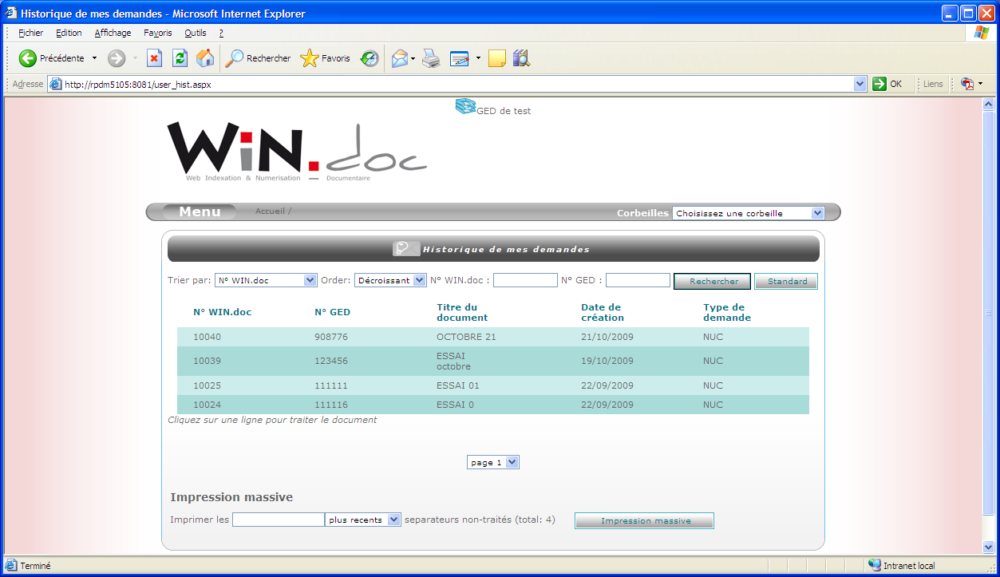 Historique de mes demandes - Microsoft Internet Explorer
Fichier Edition Affichage Favoris Outils ?
Précédente Rechercher Favoris
Adresse http://rpdm5105:8081/user_hist.aspx OK Liens
GED de test
WiN.doc
Web Indexation & Numerisation — Documentaire
Menu Accueil / Corbeilles Choisissez une corbeille
Historique de mes demandes
Trier par: N° WIN.doc Order: Décroissant N° WIN.doc : N° GED : Rechercher Standard
N° WIN.doc N° GED Titre du document Date de création Type de demande
10040 908776 OCTOBRE 21 21/10/2009 NUC
10039 123456 ESSAI octobre 19/10/2009 NUC
10025 111111 ESSAI 01 22/09/2009 NUC
10024 111116 ESSAI 0 22/09/2009 NUC
Cliquez sur une ligne pour traiter le document
page 1
Impression massive
Imprimer les plus recents separateurs non-traités (total: 4) Impression massive
Terminé Intranet local